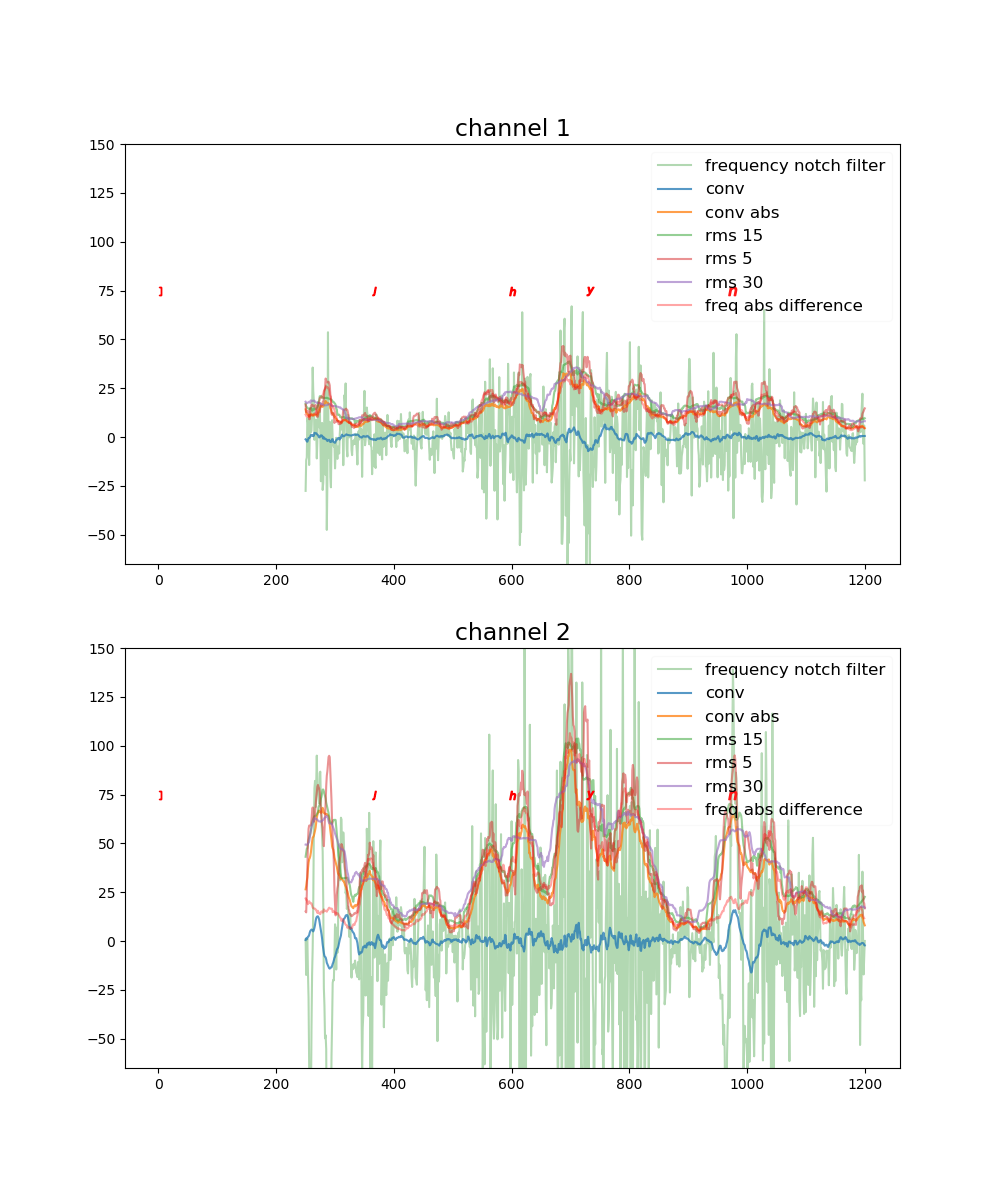 channel 1
150
125
100
75
50
25
0
−25
−50
frequency notch filter
conv
conv abs
rms 15
rms 5
rms 30
freq abs difference
j h y n
0 200 400 600 800 1000 1200
channel 2
150
125
100
75
50
25
0
−25
−50
frequency notch filter
conv
conv abs
rms 15
rms 5
rms 30
freq abs difference
j h y n
0 200 400 600 800 1000 1200